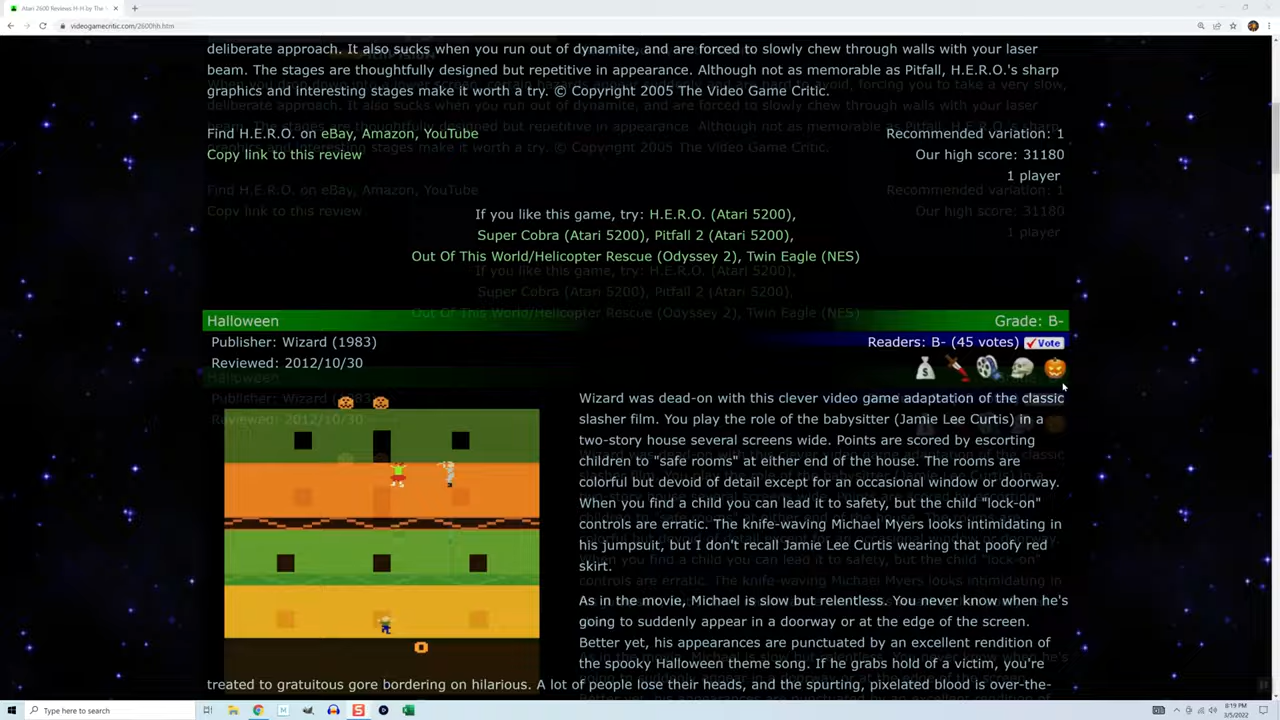 Atari 2600 Reviews H-H by The
videogamecritic.com/2600hh.htm
deliberate approach. It also sucks when you run out of dynamite, and are forced to slowly chew through walls with your laser
beam. The stages are thoughtfully designed but repetitive in appearance. Although not as memorable as Pitfall, H.E.R.O.'s sharp
graphics and interesting stages make it worth a try. © Copyright 2005 The Video Game Critic.
Find H.E.R.O. on eBay, Amazon, YouTube
Recommended variation: 1
Copy link to this review
Our high score: 31180
1 player
If you like this game, try: H.E.R.O. (Atari 5200),
Super Cobra (Atari 5200), Pitfall 2 (Atari 5200),
Out Of This World/Helicopter Rescue (Odyssey 2), Twin Eagle (NES)
Halloween
Grade: B-
Publisher: Wizard (1983)
Readers: B- (45 votes) Vote
Reviewed: 2012/10/30
Wizard was dead-on with this clever video game adaptation of the classic
slasher film. You play the role of the babysitter (Jamie Lee Curtis) in a
two-story house several screens wide. Points are scored by escorting
children to "safe rooms" at either end of the house. The rooms are
colorful but devoid of detail except for an occasional window or doorway.
When you find a child you can lead it to safety, but the child "lock-on"
controls are erratic. The knife-waving Michael Myers looks intimidating in
his jumpsuit, but I don't recall Jamie Lee Curtis wearing that poofy red
skirt.
As in the movie, Michael is slow but relentless. You never know when he's
going to suddenly appear in a doorway or at the edge of the screen.
Better yet, his appearances are punctuated by an excellent rendition of
the spooky Halloween theme song. If he grabs hold of a victim, you're
treated to gratuitous gore bordering on hilarious. A lot of people lose their heads, and the spurting, pixelated blood is over-the-
Type here to search
8:19 PM
3/5/2022